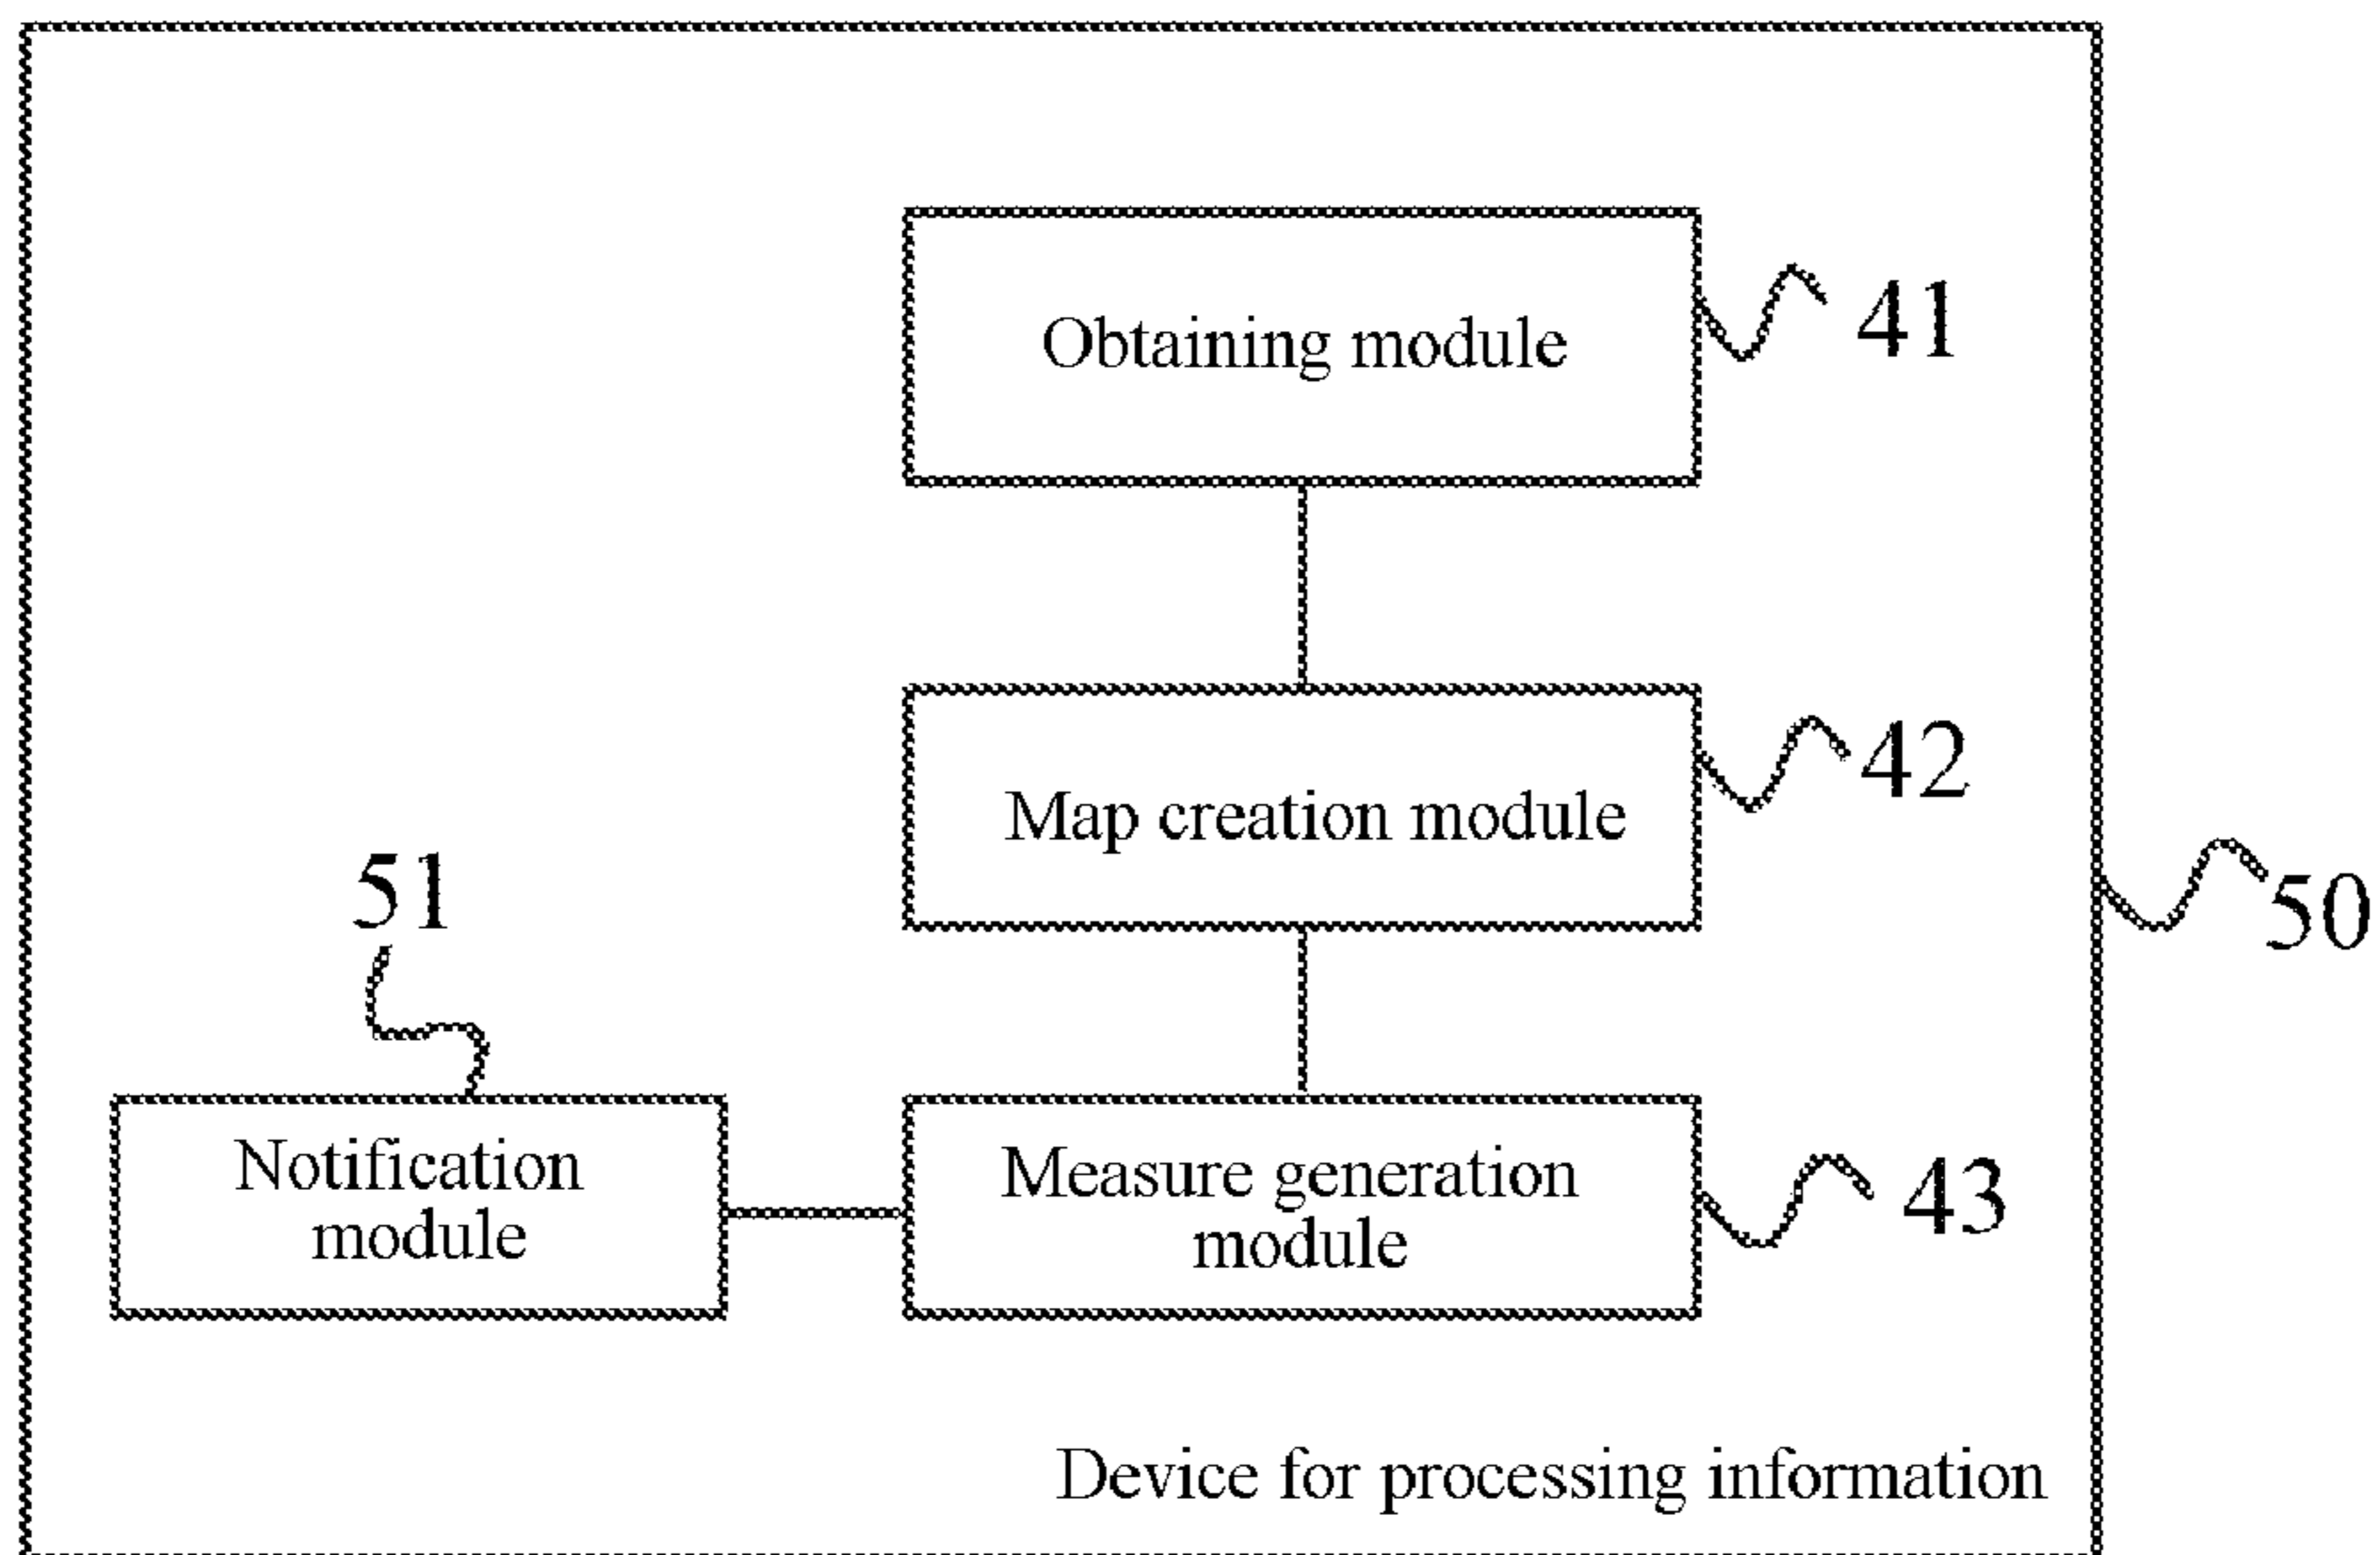 Obtaining module
41
Map creation module
42
51
50
Notification
module
Measure generation
module
43
Device for processing information